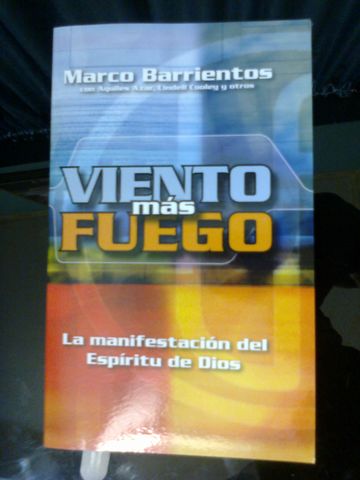 Marco Barrientos
con Aquiles Azar, Lindell Cooley y otros
VIENTO
más
FUEGO
La manifestación del
Espíritu de Dios